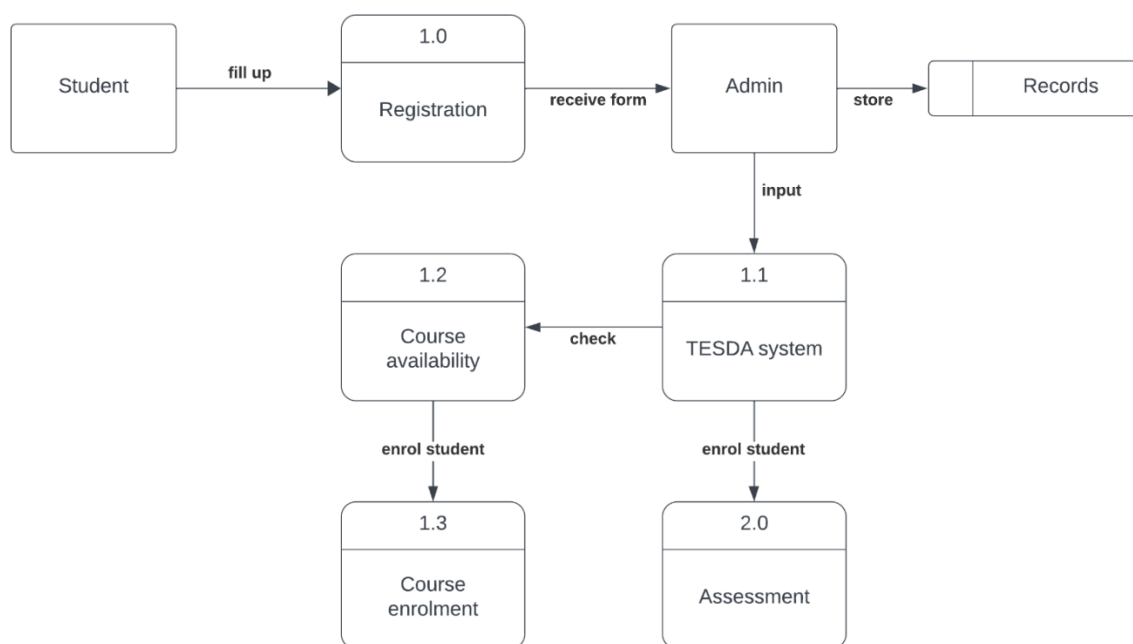 1.0
Student
fill up
Registration
receive form
Admin
store
Records
input
1.2
1.1
Course
availability
check
TESDA system
enrol student
enrol student
1.3
2.0
Course
enrolment
Assessment